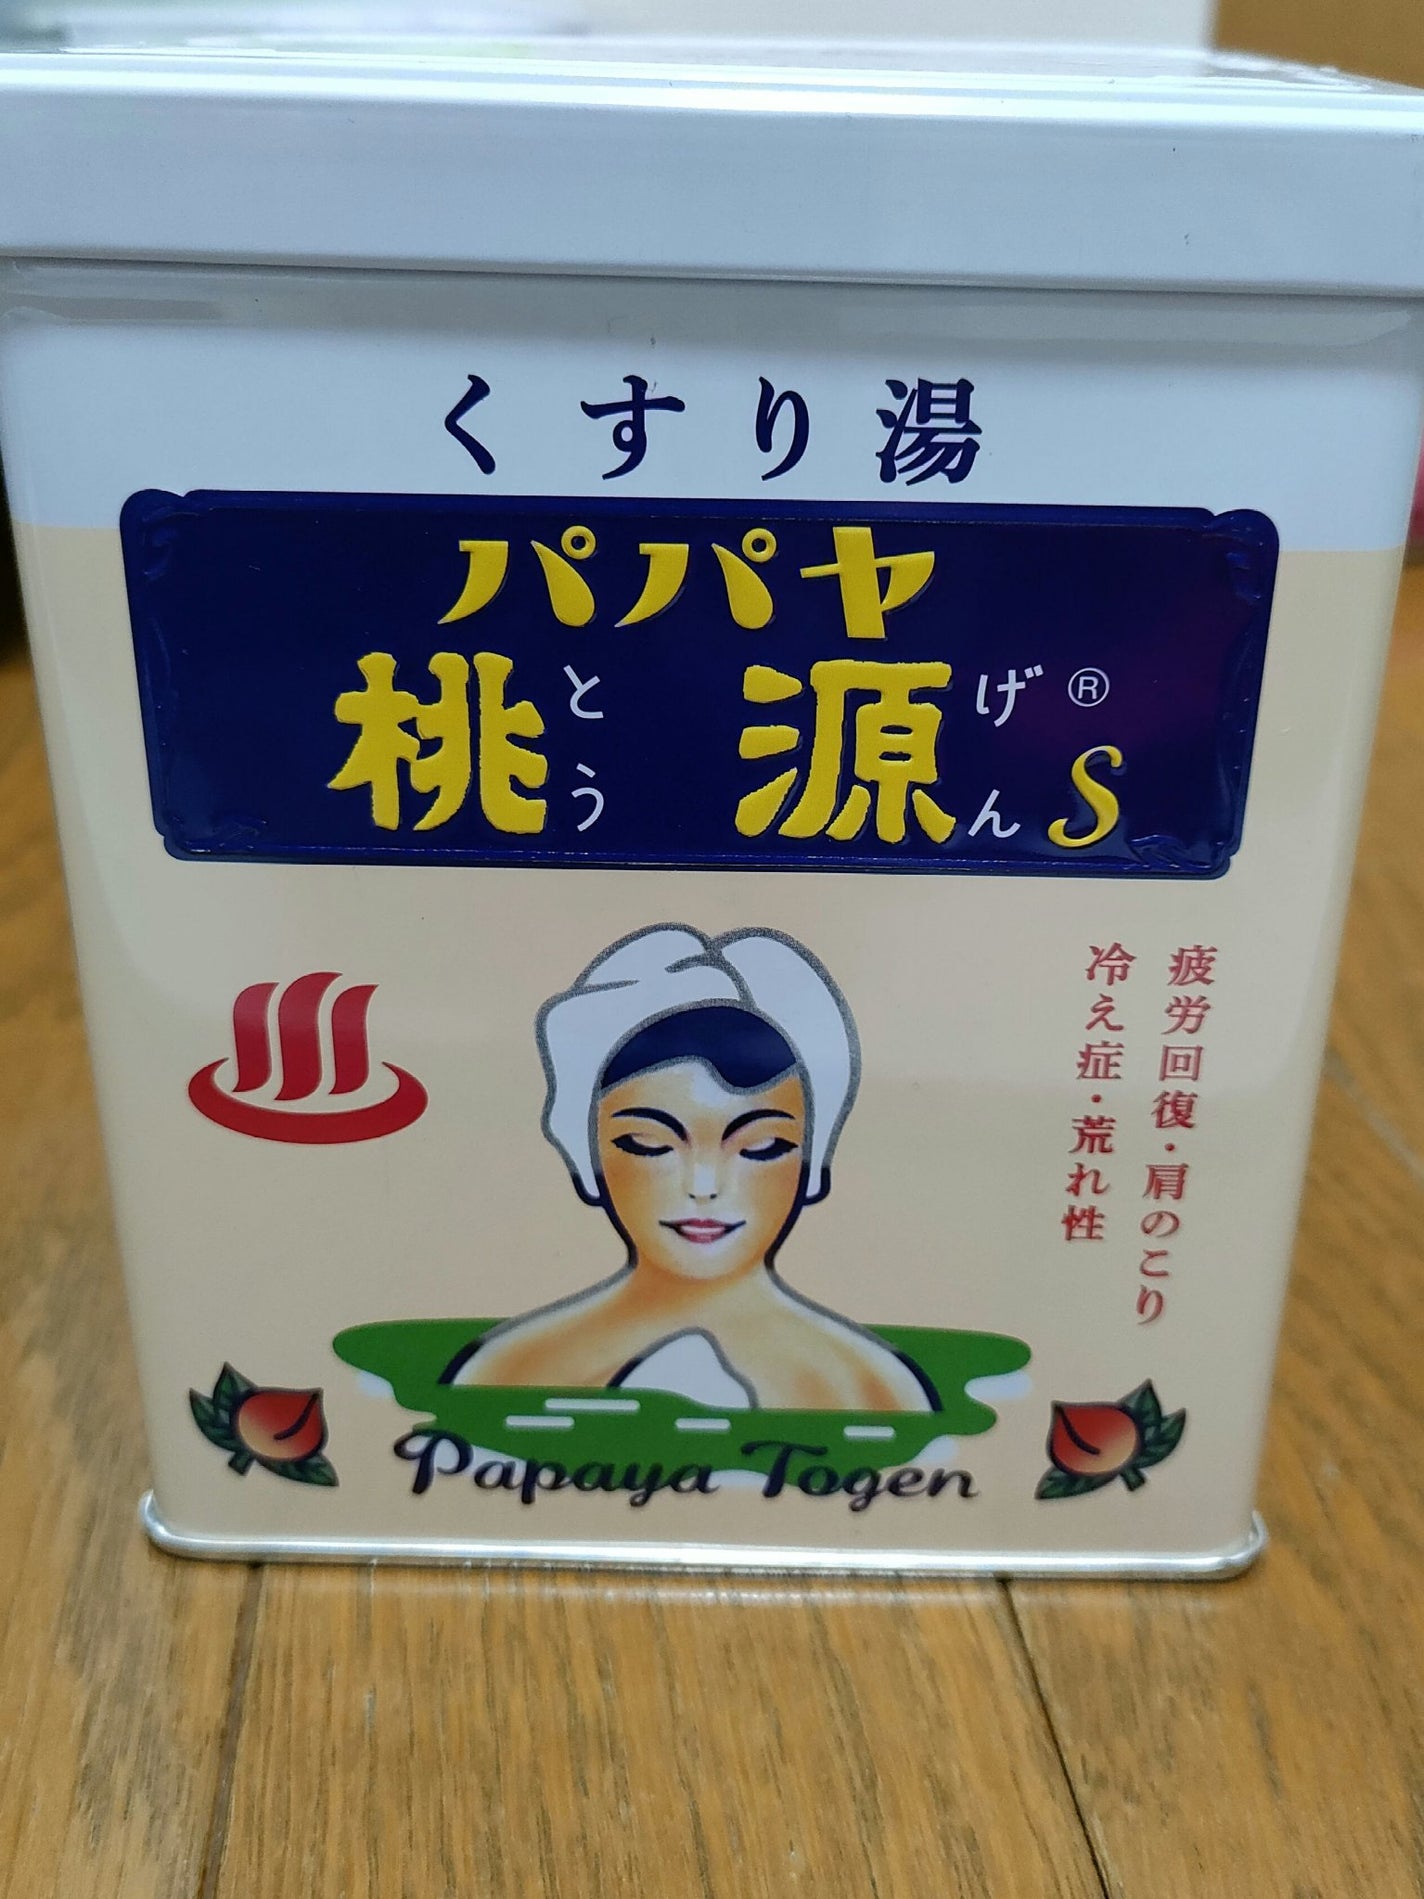 くすり湯
パパヤ
桃とう源げん®S
疲労回復・肩のこり
冷え症・荒れ性
Papaya Togen